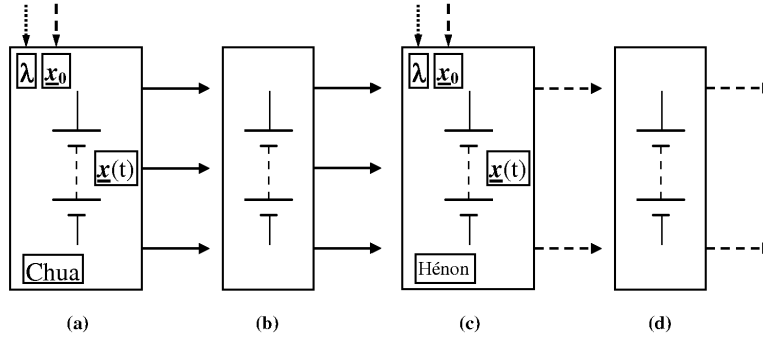 λ x₀ λ x₀
x(t) x(t)
Chua Hénon
(a) (b) (c) (d)